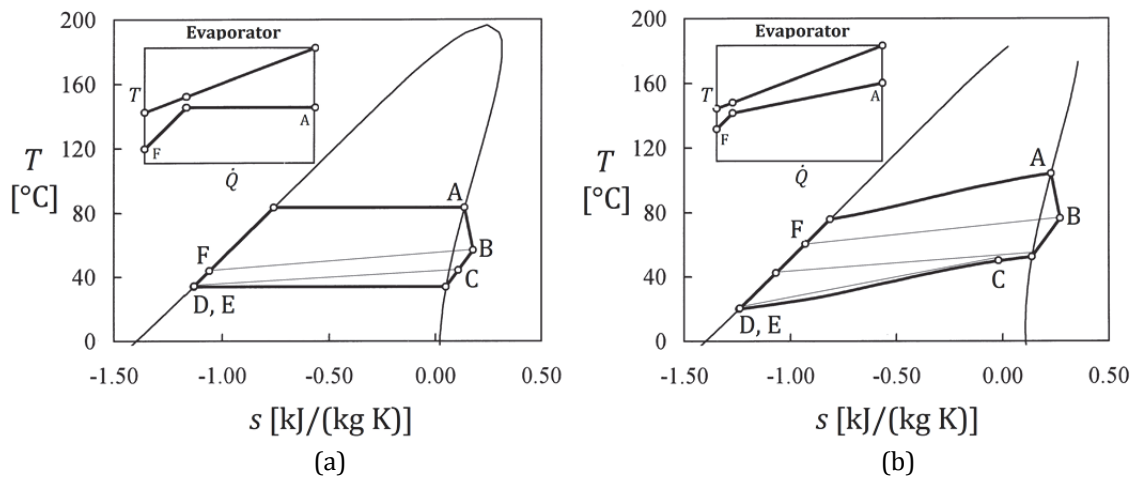 200
160
120
80
40
0
T
[°C]
-1.50
-1.00
-0.50
0.00
0.50
s [kJ/(kg K)]
(a)
Evaporator
T
A
F
Q̇
A
B
C
F
D, E
200
160
120
80
40
0
T
[°C]
-1.50
-1.00
-0.50
0.00
0.50
s [kJ/(kg K)]
(b)
Evaporator
T
A
F
Q̇
A
B
F
C
D, E